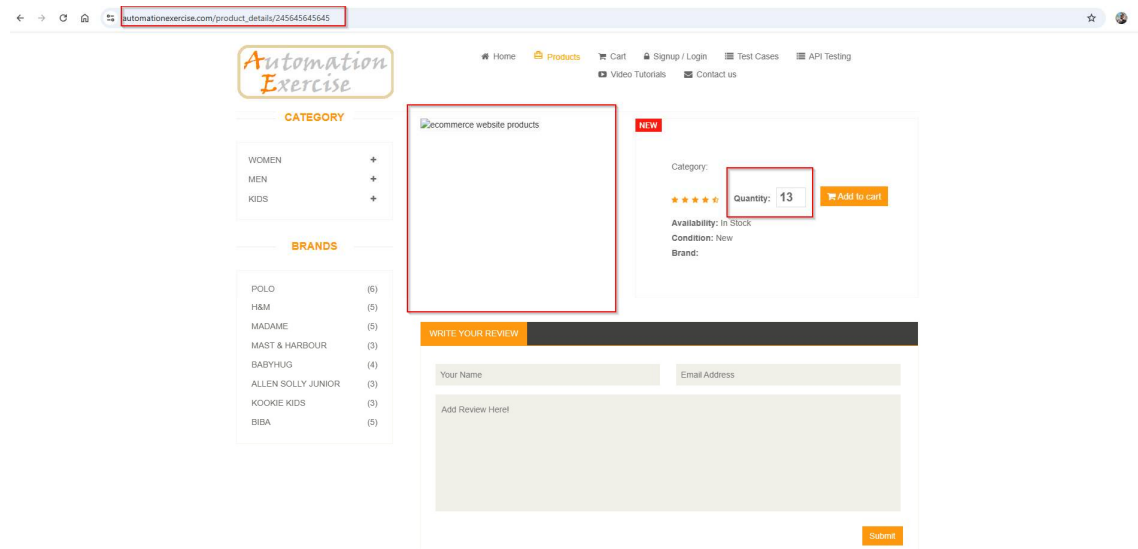 automationexercise.com/product_details/245645645645
Automation
Exercise
Home Products Cart Signup / Login Test Cases API Testing
Video Tutorials Contact us
CATEGORY
WOMEN +
MEN +
KIDS +
BRANDS
POLO (6)
H&M (5)
MADAME (5)
MAST & HARBOUR (3)
BABYHUG (4)
ALLEN SOLLY JUNIOR (3)
KOOKIE KIDS (3)
BIBA (5)
ecommerce website products
NEW
Category:
Quantity: 13 Add to cart
Availability: In Stock
Condition: New
Brand:
WRITE YOUR REVIEW
Your Name Email Address
Add Review Here!
Submit